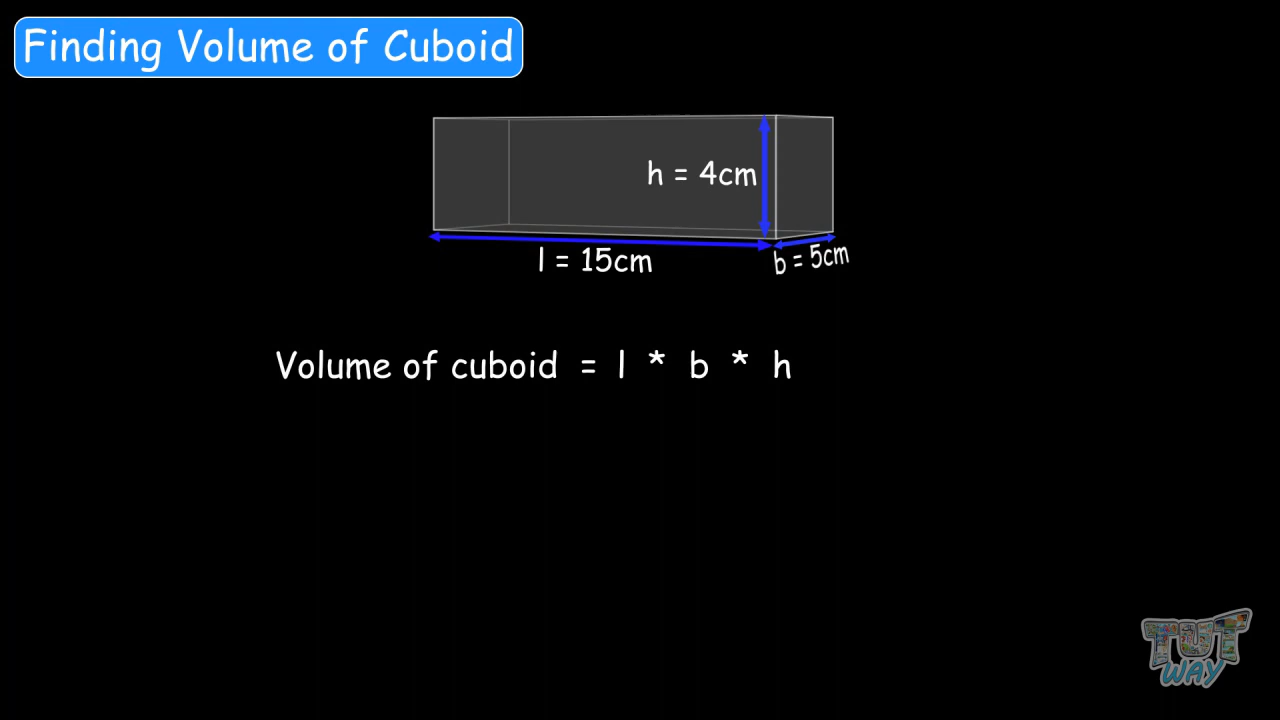 Finding Volume of Cuboid
h = 4cm
l = 15cm
b = 5cm
Volume of cuboid = l * b * h
TUT
WAY